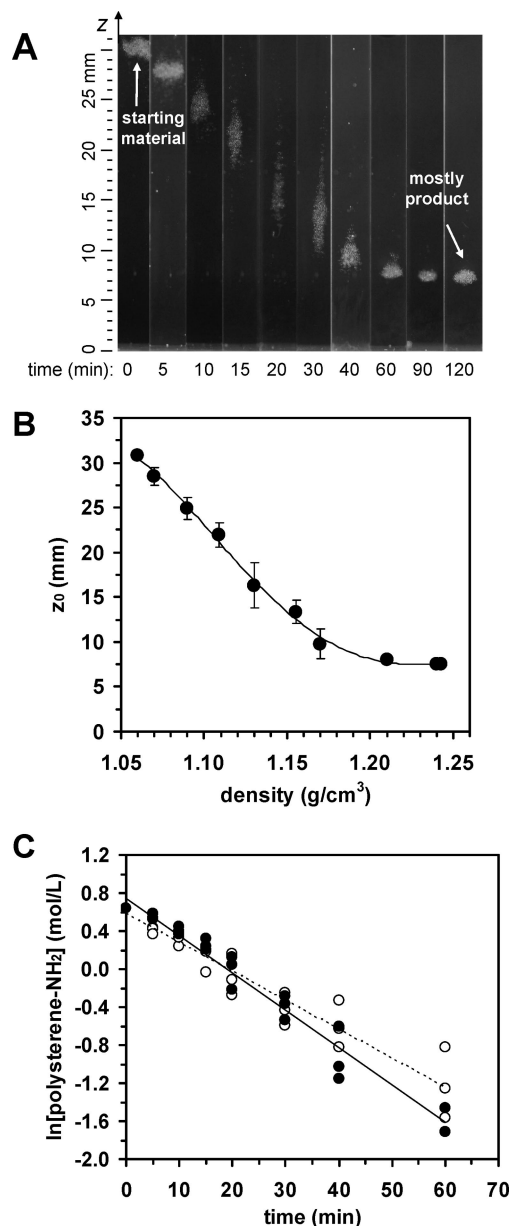 A
z
25 mm
20
15
10
5
0
starting
material
mostly
product
time (min): 0 5 10 15 20 30 40 60 90 120
B
35
30
25
20
15
10
5
0
z0 (mm)
1.05 1.10 1.15 1.20 1.25
density (g/cm³)
C
1.2
0.8
0.4
0.0
-0.4
-0.8
-1.2
-1.6
-2.0
ln[polysterene-NH2] (mol/L)
0 10 20 30 40 50 60 70
time (min)